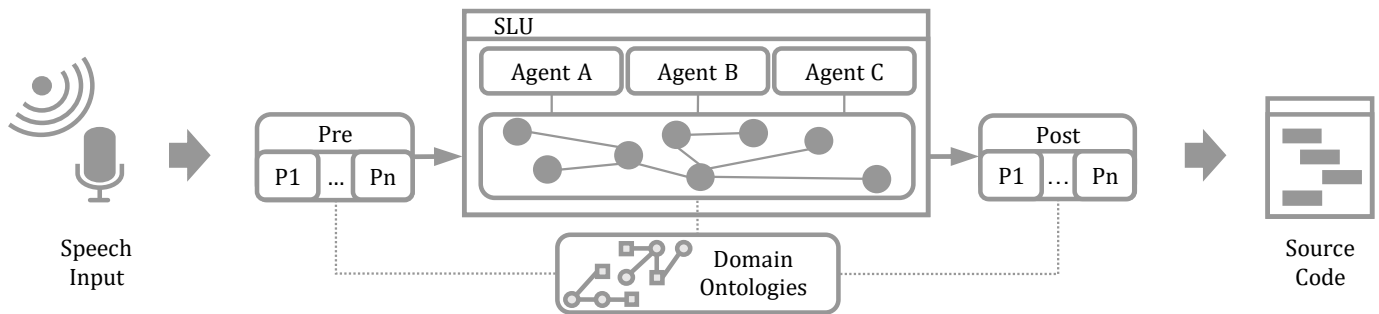 SLU
Agent A
Agent B
Agent C
Pre
P1
...
Pn
Post
P1
...
Pn
Speech
Input
Domain
Ontologies
Source
Code